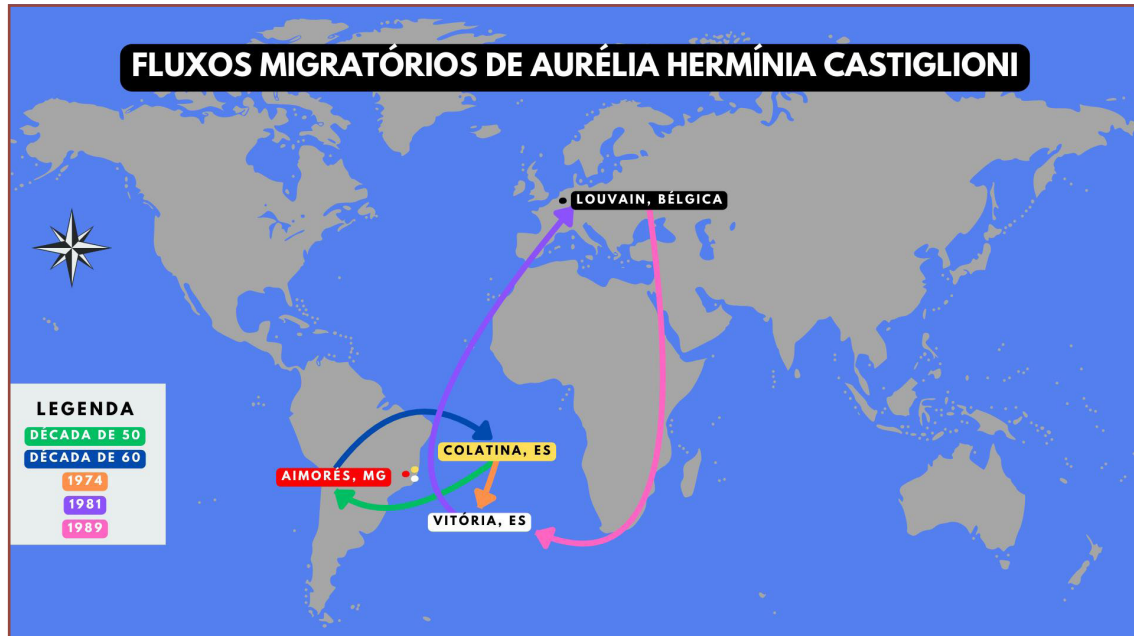 FLUXOS MIGRATÓRIOS DE AURÉLIA HERMÍNIA CASTIGLIONI
LOUVAIN, BÉLGICA
LEGENDA
DÉCADA DE 50
DÉCADA DE 60
1974
1981
1989
COLATINA, ES
AIMORÉS, MG
VITÓRIA, ES